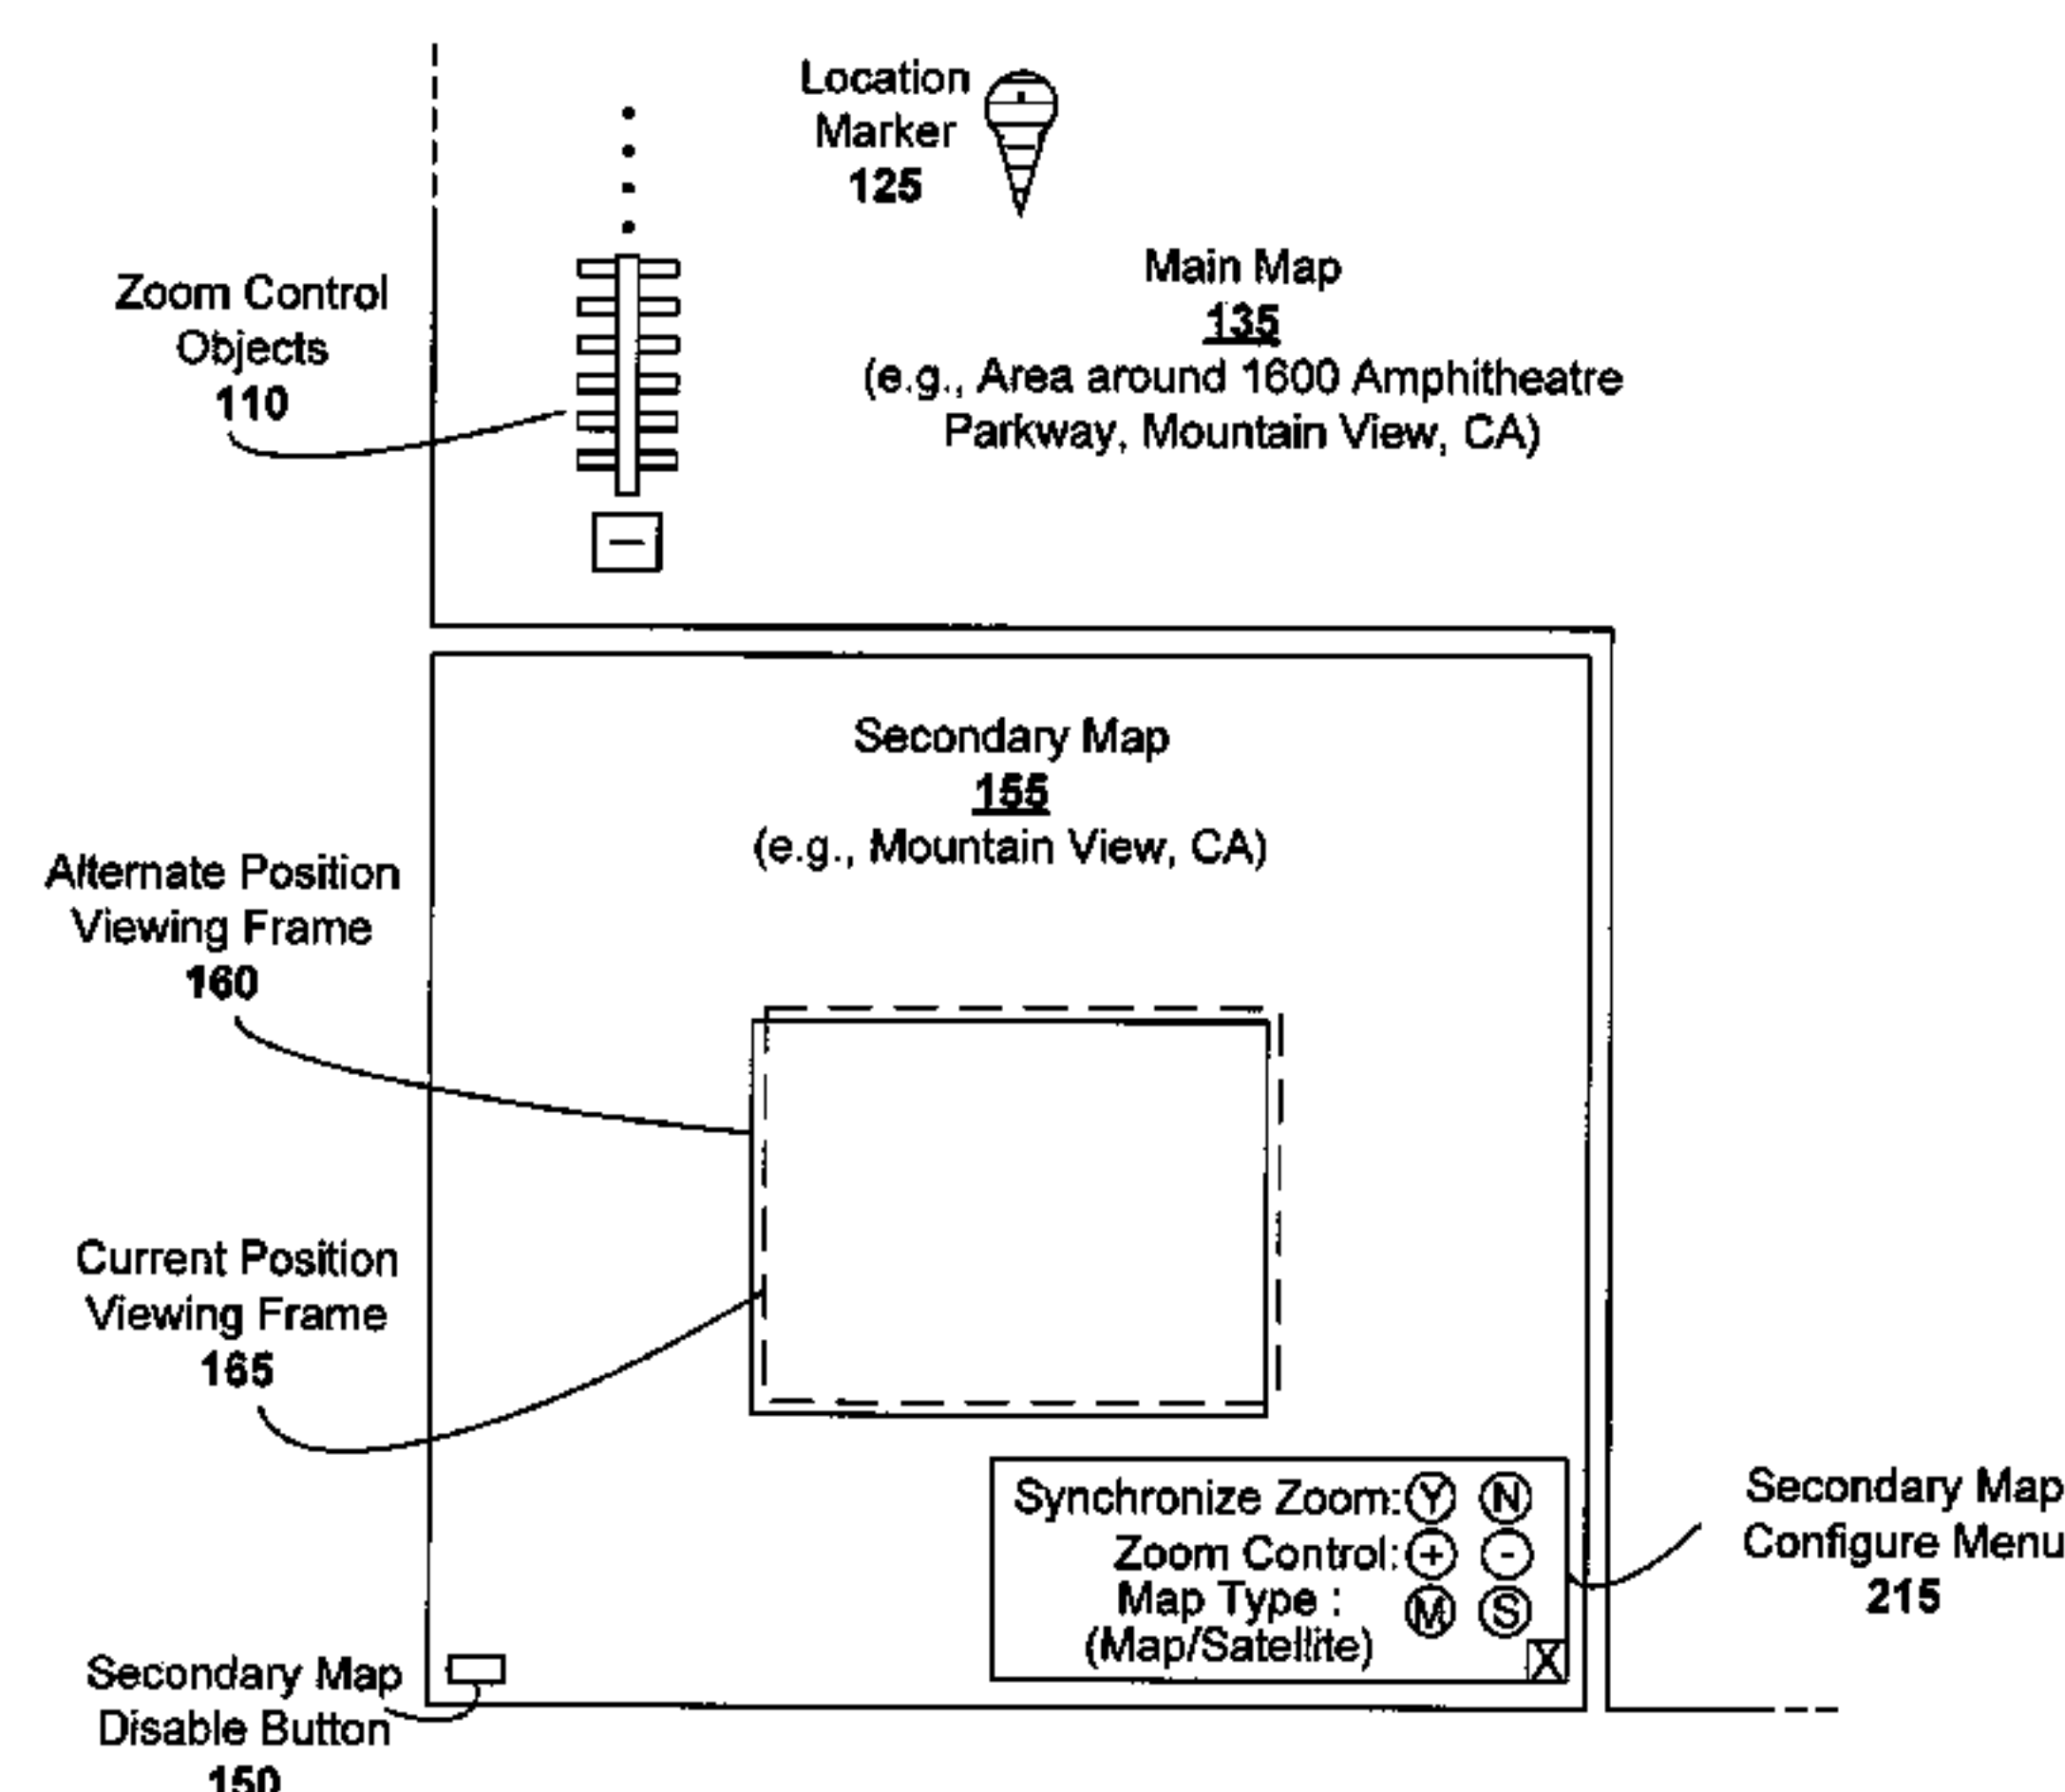 Location
Marker
125
Zoom Control
Objects
110
Main Map
135
(e.g., Area around 1600 Amphitheatre
Parkway, Mountain View, CA)
Secondary Map
155
(e.g., Mountain View, CA)
Alternate Position
Viewing Frame
160
Current Position
Viewing Frame
165
Synchronize Zoom: Y N
Zoom Control: + -
Map Type : M S
(Map/Satellite)
X
Secondary Map
Configure Menu
215
Secondary Map
Disable Button
150